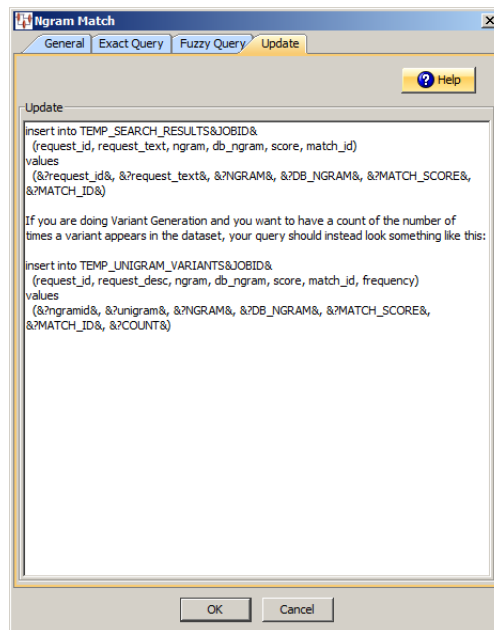 Ngram Match
General Exact Query Fuzzy Query Update
Help
Update
insert into TEMP_SEARCH_RESULTS&JOBID&
(request_id, request_text, ngram, db_ngram, score, match_id)
values
(&?request_id&, &?request_text&, &?NGRAM&, &?DB_NGRAM&, &?MATCH_SCORE&,
&?MATCH_ID&)
If you are doing Variant Generation and you want to have a count of the number of
times a variant appears in the dataset, your query should instead look something like this:
insert into TEMP_UNIGRAM_VARIANTS&JOBID&
(request_id, request_desc, ngram, db_ngram, score, match_id, frequency)
values
(&?ngramid&, &?unigram&, &?NGRAM&, &?DB_NGRAM&, &?MATCH_SCORE&,
&?MATCH_ID&, &?COUNT&)
OK Cancel